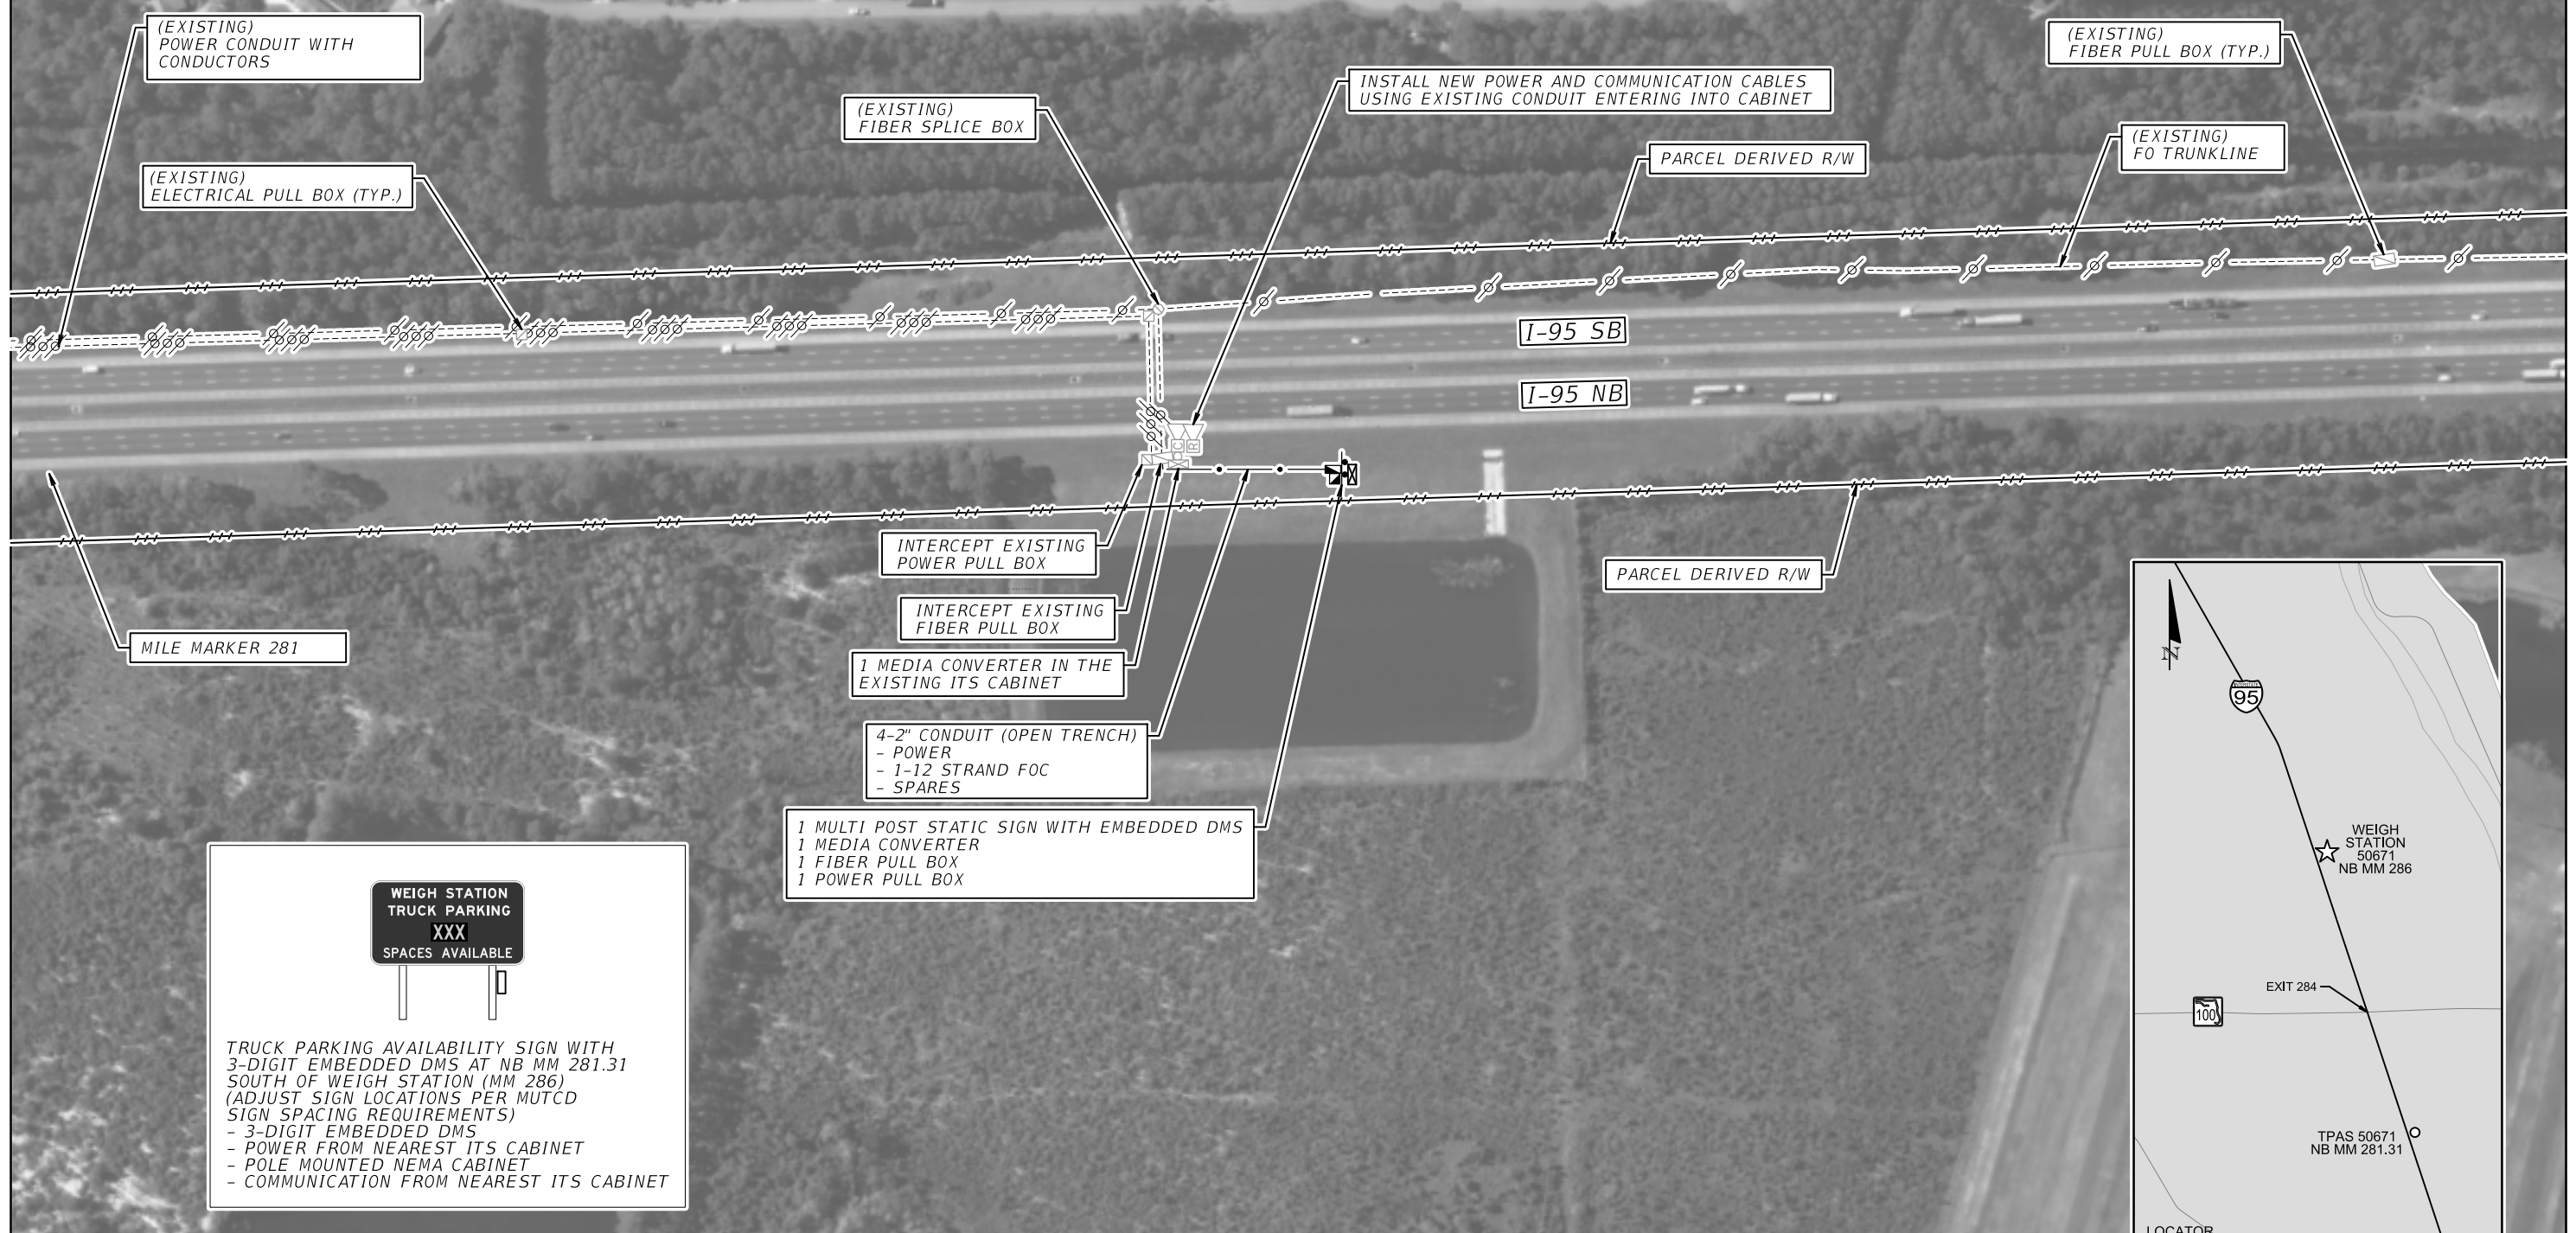 (EXISTING)
POWER CONDUIT WITH
CONDUCTORS
(EXISTING)
ELECTRICAL PULL BOX (TYP.)
(EXISTING)
FIBER SPLICE BOX
INSTALL NEW POWER AND COMMUNICATION CABLES
USING EXISTING CONDUIT ENTERING INTO CABINET
PARCEL DERIVED R/W
(EXISTING)
FIBER PULL BOX (TYP.)
(EXISTING)
FO TRUNKLINE
I-95 SB
I-95 NB
C
R
MILE MARKER 281
INTERCEPT EXISTING
POWER PULL BOX
INTERCEPT EXISTING
FIBER PULL BOX
1 MEDIA CONVERTER IN THE
EXISTING ITS CABINET
4-2" CONDUIT (OPEN TRENCH)
- POWER
- 1-12 STRAND FOC
- SPARES
1 MULTI POST STATIC SIGN WITH EMBEDDED DMS
1 MEDIA CONVERTER
1 FIBER PULL BOX
1 POWER PULL BOX
PARCEL DERIVED R/W
WEIGH STATION
TRUCK PARKING
XXX
SPACES AVAILABLE
TRUCK PARKING AVAILABILITY SIGN WITH
3-DIGIT EMBEDDED DMS AT NB MM 281.31
SOUTH OF WEIGH STATION (MM 286)
(ADJUST SIGN LOCATIONS PER MUTCD
SIGN SPACING REQUIREMENTS)
- 3-DIGIT EMBEDDED DMS
- POWER FROM NEAREST ITS CABINET
- POLE MOUNTED NEMA CABINET
- COMMUNICATION FROM NEAREST ITS CABINET
N
95
WEIGH
STATION
50671
NB MM 286
EXIT 284
100
TPAS 50671
NB MM 281.31
LOCATOR